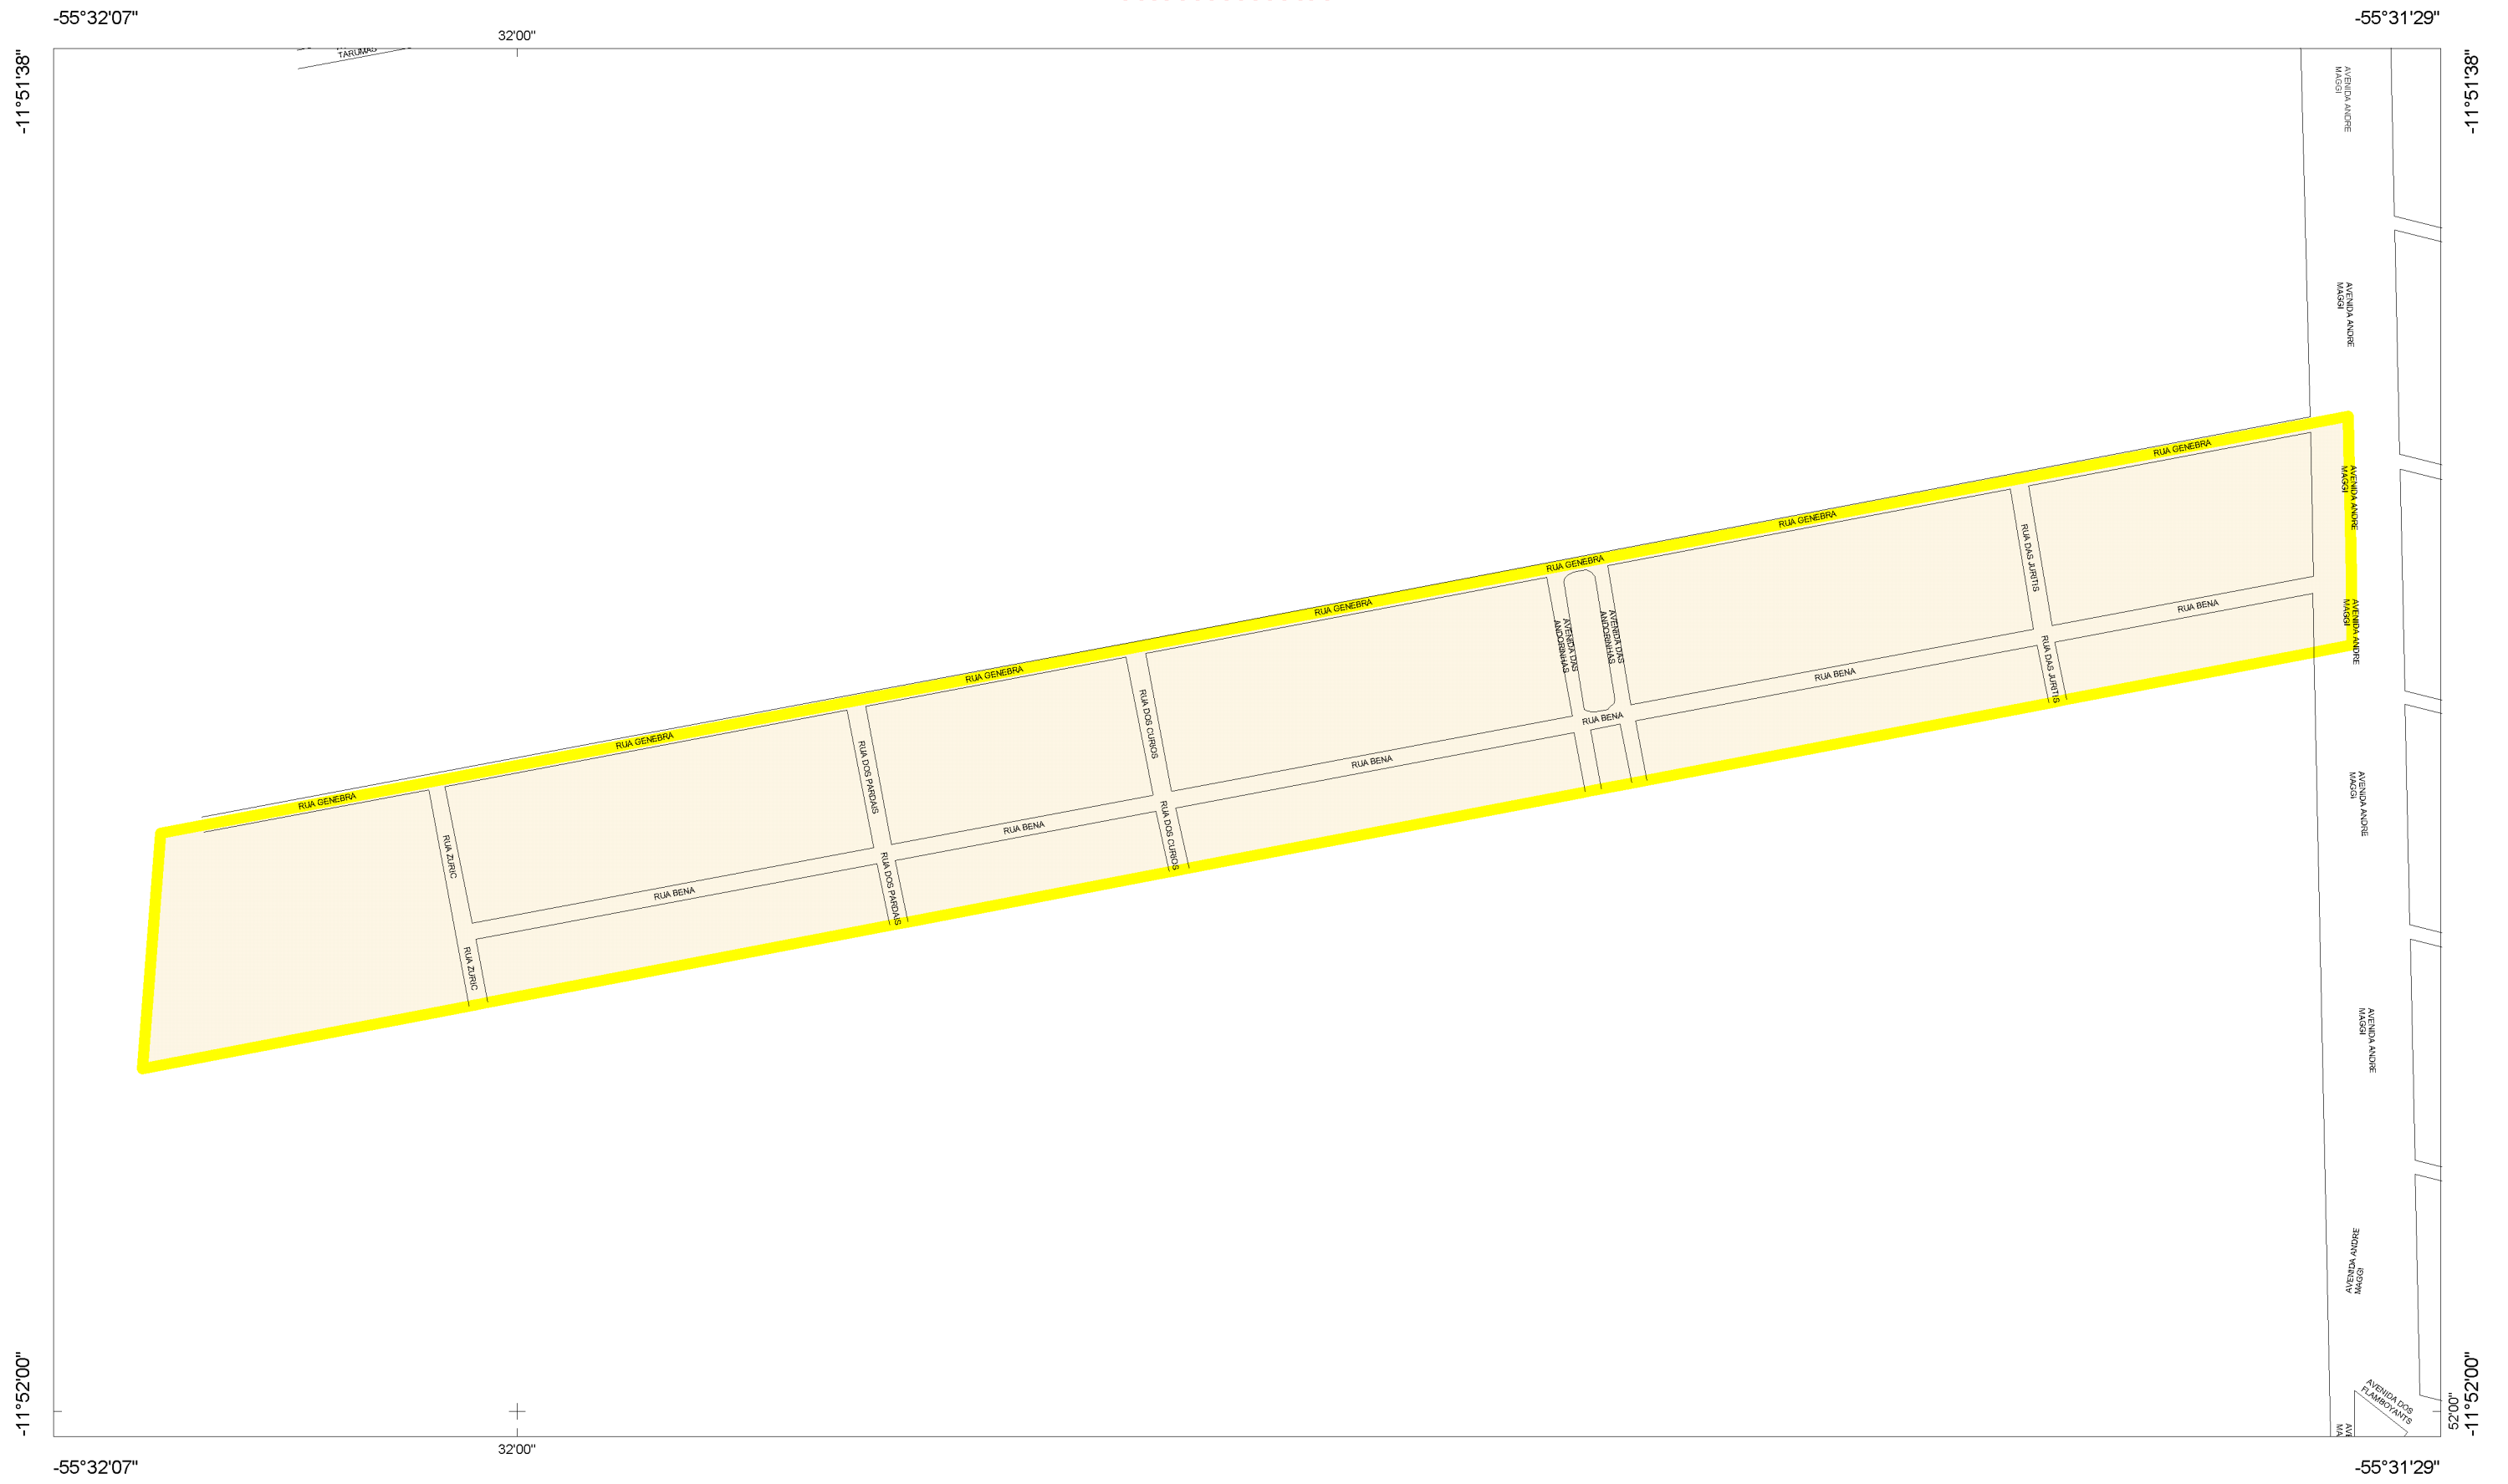 -55°32'07"
-55°31'29"
32'00"
-11°51'38"
-11°51'38"
TARUMAS
AVENIDA ANDRE
MAGGI
AVENIDA ANDRE
MAGGI
RUA GENEBRA
AVENIDA ANDRE
MAGGI
RUA GENEBRA
RUA DAS JURITIS
RUA GENEBRA
RUA GENEBRA
AVENIDA DAS
ANDORINHAS
AVENIDA DAS
ANDORINHAS
RUA BENA
AVENIDA ANDRE
MAGGI
RUA DAS JURITIS
RUA GENEBRA
RUA BENA
RUA DOS CURIOS
RUA BENA
RUA GENEBRA
RUA DOS PARDAIS
RUA BENA
AVENIDA ANDRE
MAGGI
RUA GENEBRA
RUA DOS CURIOS
RUA BENA
RUA ZURIC
RUA DOS PARDAIS
RUA BENA
RUA ZURIC
AVENIDA ANDRE
MAGGI
AVENIDA ANDRE
MAGGI
AVENIDA DOS
FLAMBOYANTS
AVE
MA
52'00"
-11°52'00"
-11°52'00"
32'00"
-55°32'07"
-55°31'29"